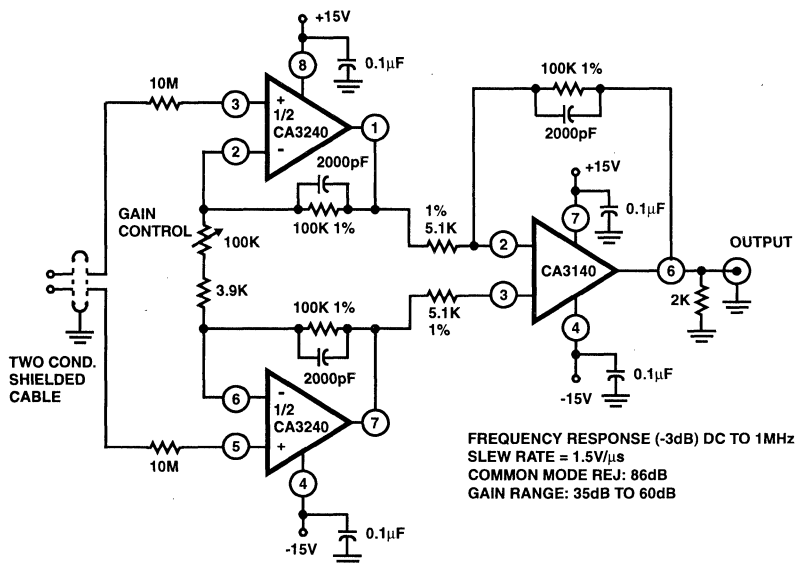 +15V
8
0.1µF
10M
3
+
1/2
CA3240
1
2
-
2000pF
100K 1%
GAIN
CONTROL
100K
3.9K
TWO COND.
SHIELDED
CABLE
100K 1%
2000pF
6
-
1/2
CA3240
7
5
+
10M
4
0.1µF
-15V
1%
5.1K
5.1K
1%
100K 1%
2000pF
+15V
7
0.1µF
2
CA3140
3
6
OUTPUT
2K
4
0.1µF
-15V
FREQUENCY RESPONSE (-3dB) DC TO 1MHz
SLEW RATE = 1.5V/µs
COMMON MODE REJ: 86dB
GAIN RANGE: 35dB TO 60dB